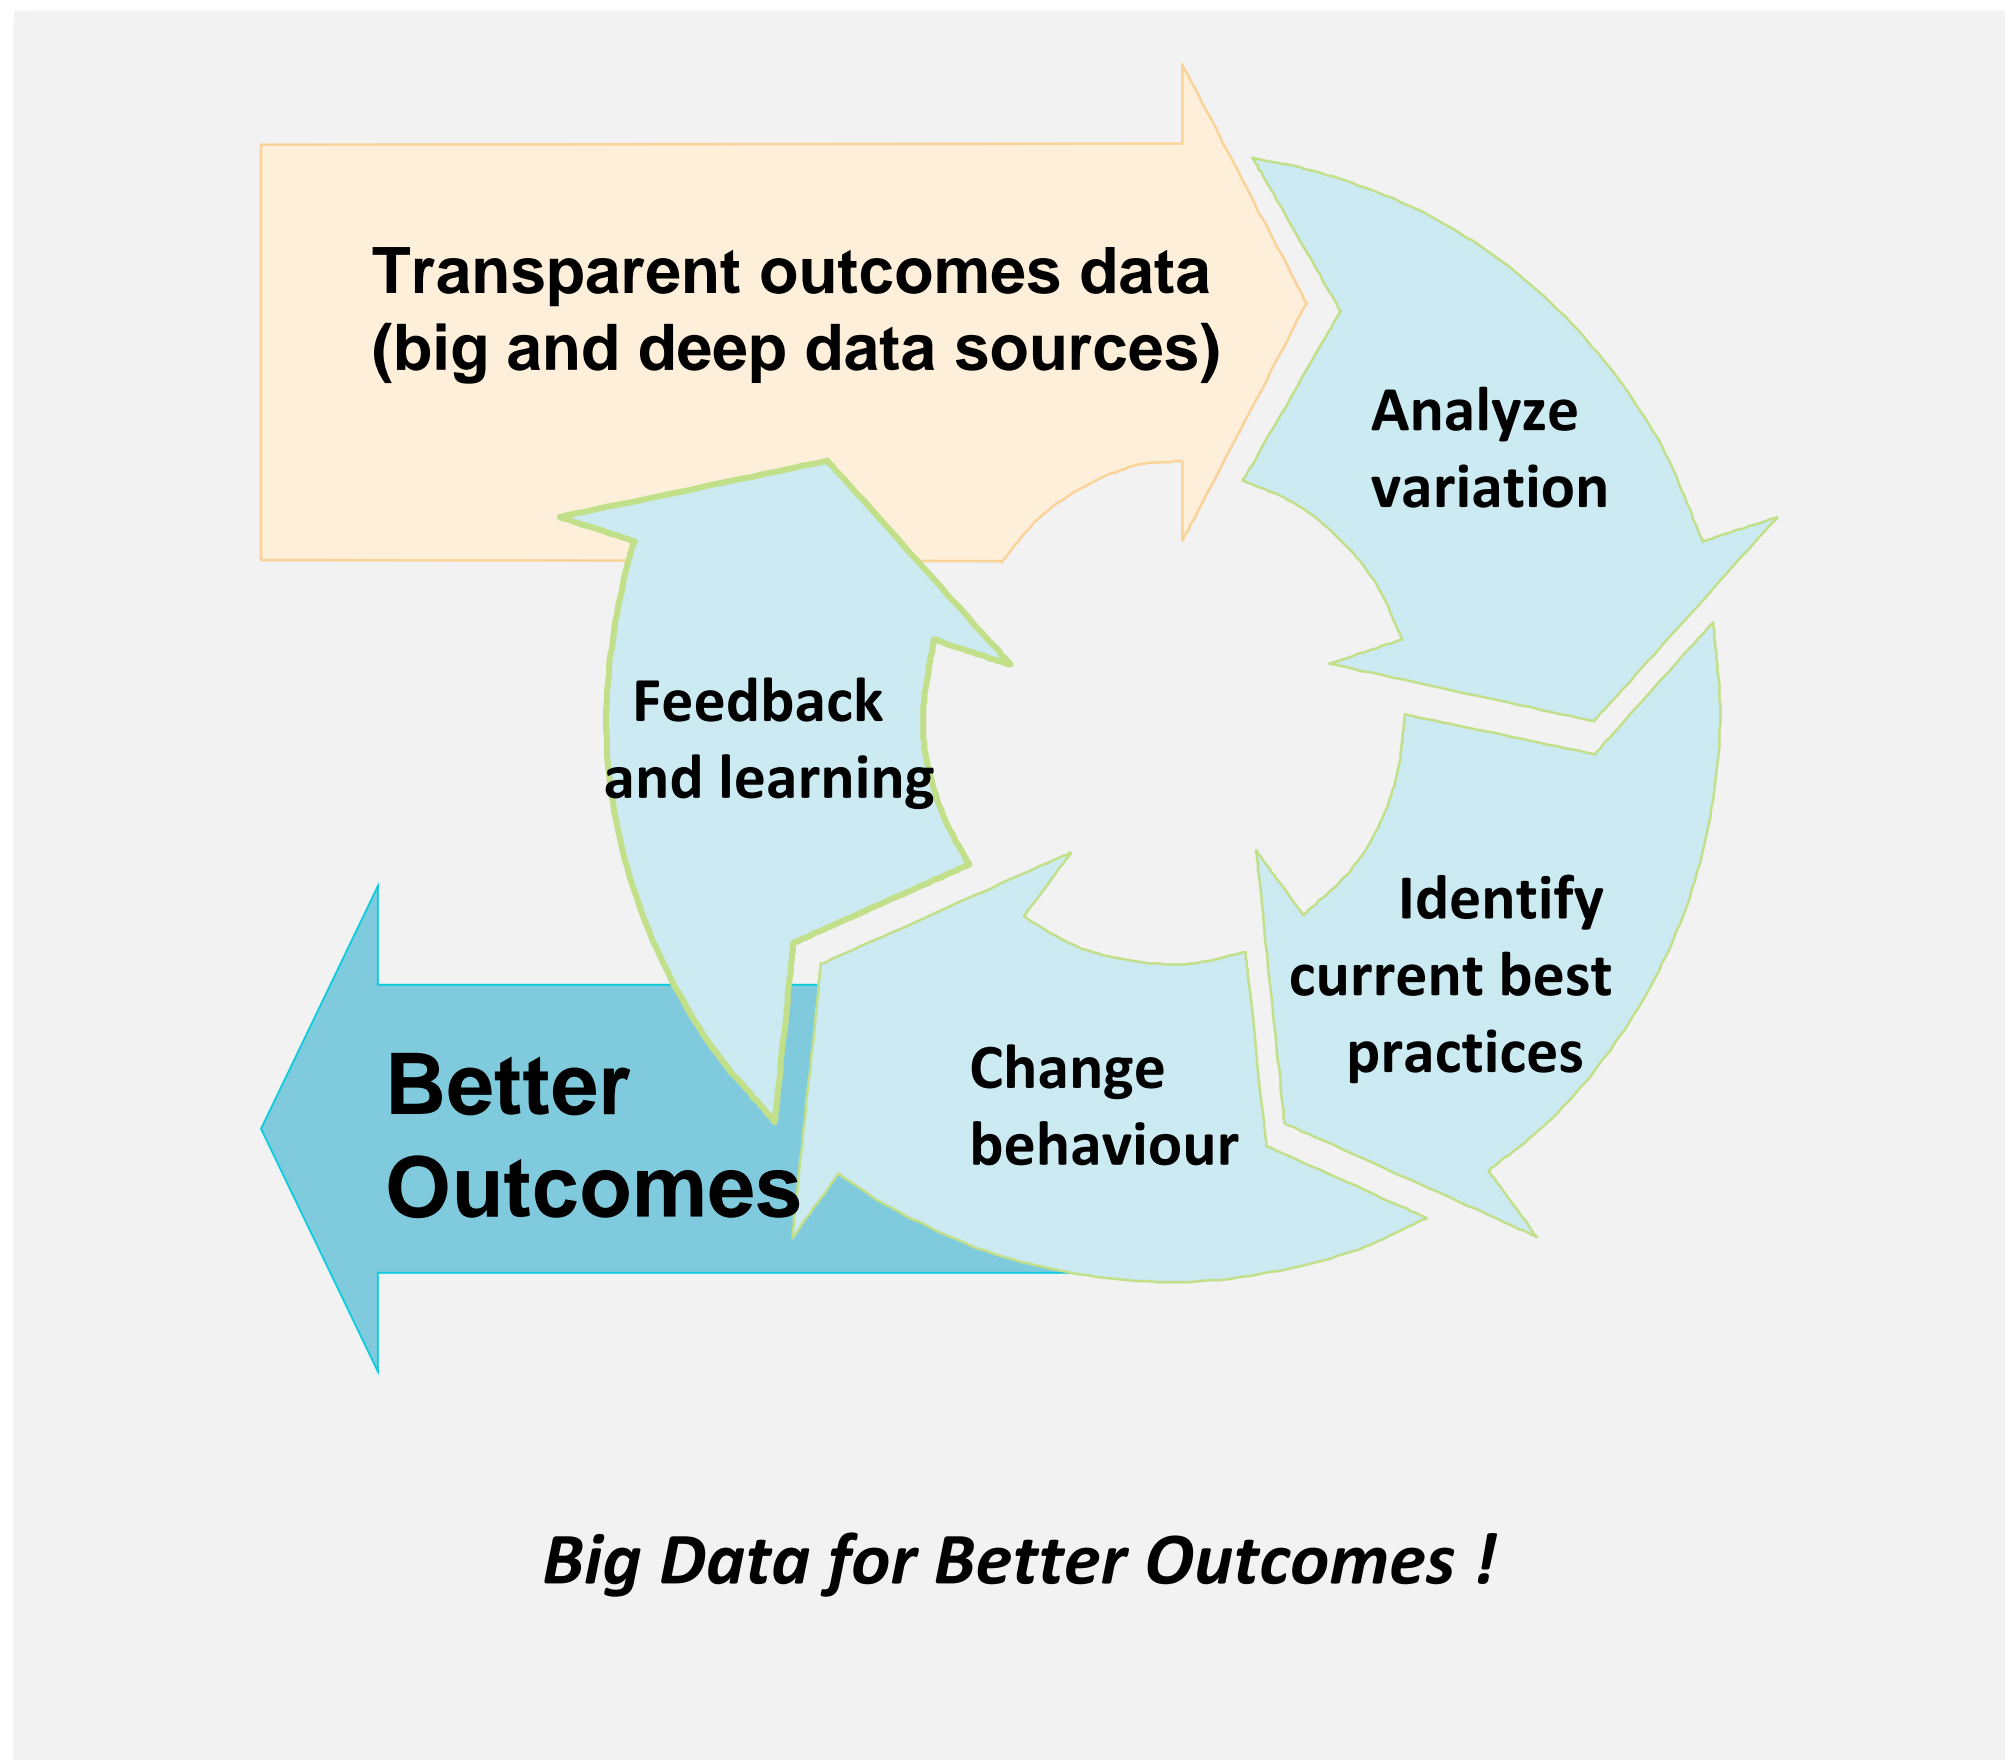 Transparent outcomes data
(big and deep data sources)
Analyze
variation
Identify
current best
practices
Change
behaviour
Feedback
and learning
Better
Outcomes
Big Data for Better Outcomes !